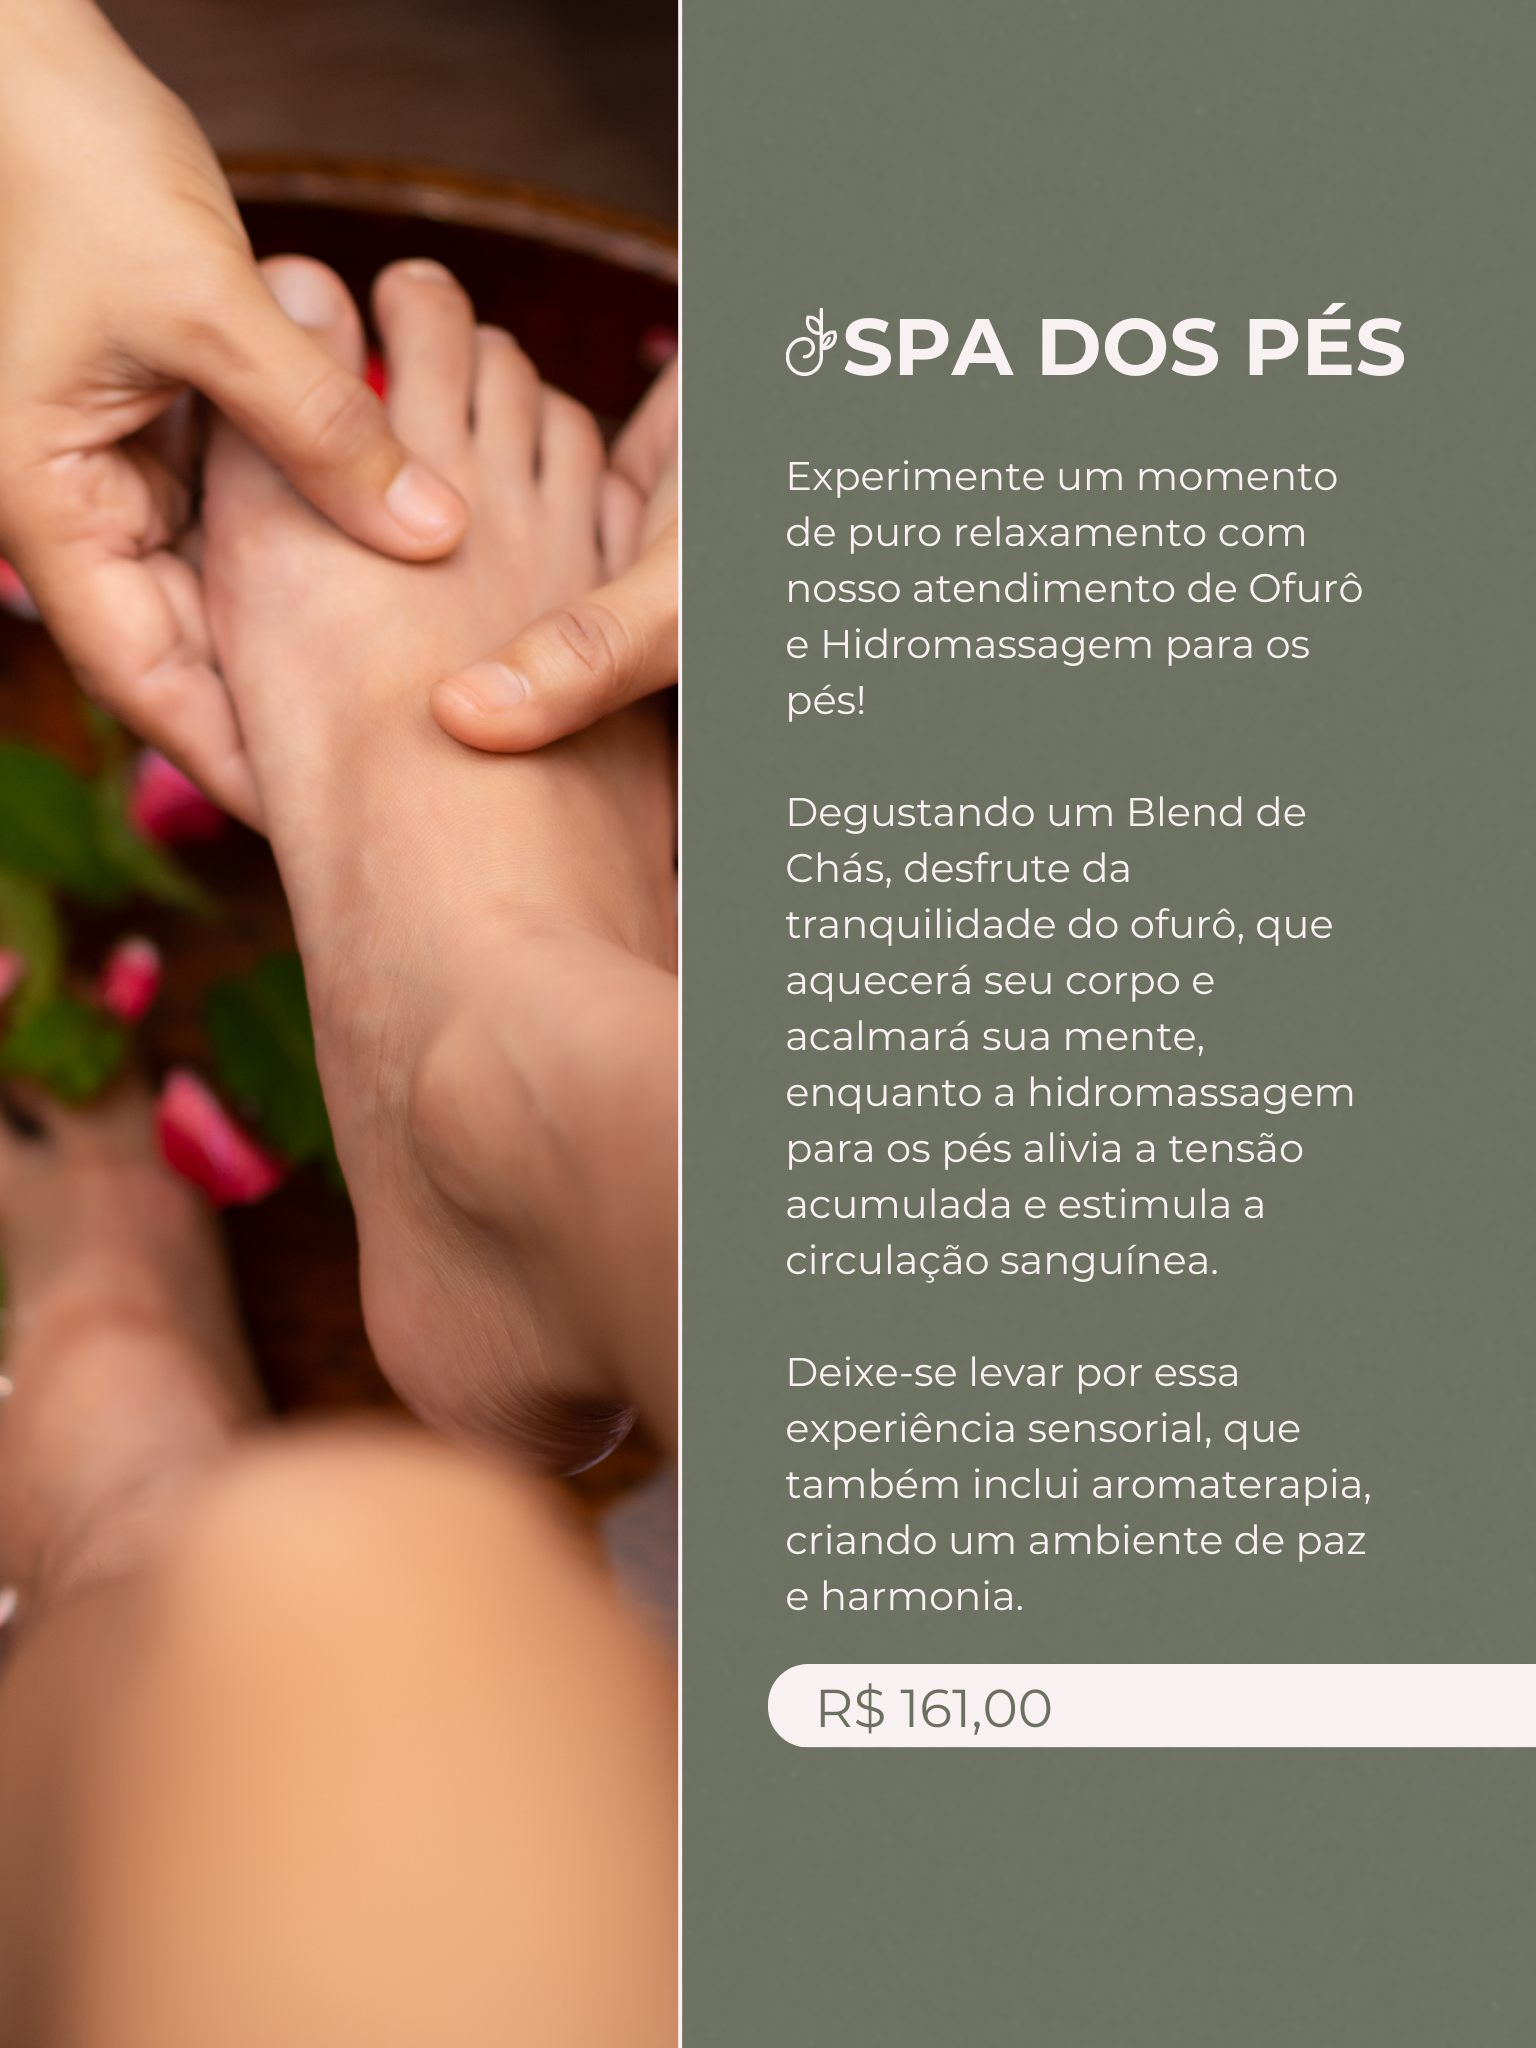 SPA DOS PÉS
Experimente um momento
de puro relaxamento com
nosso atendimento de Ofurô
e Hidromassagem para os
pés!
Degustando um Blend de
Chás, desfrute da
tranquilidade do ofurô, que
aquecerá seu corpo e
acalmará sua mente,
enquanto a hidromassagem
para os pés alivia a tensão
acumulada e estimula a
circulação sanguínea.
Deixe-se levar por essa
experiência sensorial, que
também inclui aromaterapia,
criando um ambiente de paz
e harmonia.
R$ 161,00